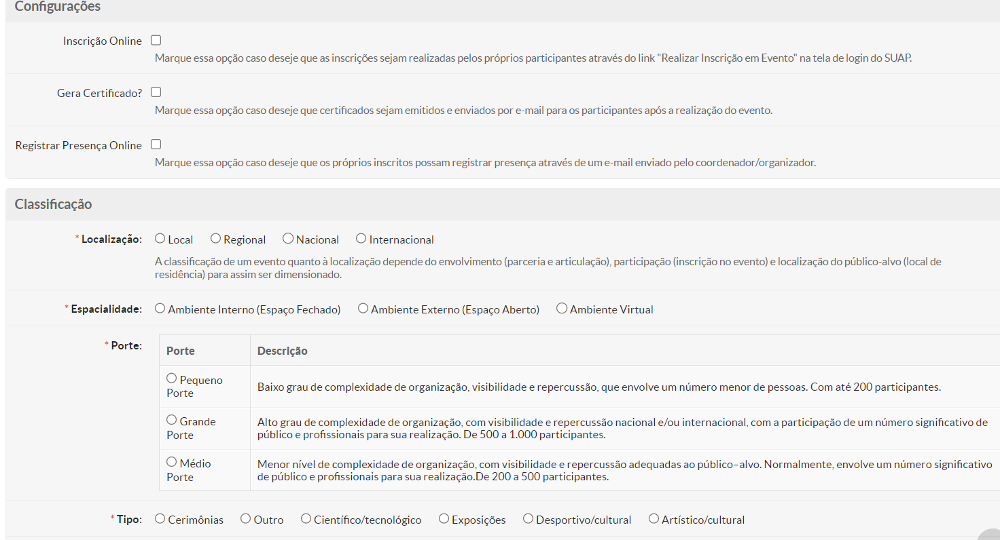 Configurações
Inscrição Online
Marque essa opção caso deseje que as inscrições sejam realizadas pelos próprios participantes através do link "Realizar Inscrição em Evento" na tela de login do SUAP.
Gera Certificado?
Marque essa opção caso deseje que certificados sejam emitidos e enviados por e-mail para os participantes após a realização do evento.
Registrar Presença Online
Marque essa opção caso deseje que os próprios inscritos possam registrar presença através de um e-mail enviado pelo coordenador/organizador.
Classificação
* Localização: Local Regional Nacional Internacional
A classificação de um evento quanto à localização depende do envolvimento (parceria e articulação), participação (inscrição no evento) e localização do público-alvo (local de
residência) para assim ser dimensionado.
* Espacialidade: Ambiente Interno (Espaço Fechado) Ambiente Externo (Espaço Aberto) Ambiente Virtual
* Porte:
Porte Descrição
Pequeno
Porte
Baixo grau de complexidade de organização, visibilidade e repercussão, que envolve um número menor de pessoas. Com até 200 participantes.
Grande
Porte
Alto grau de complexidade de organização, com visibilidade e repercussão nacional e/ou internacional, com a participação de um número significativo de
público e profissionais para sua realização. De 500 a 1.000 participantes.
Médio
Porte
Menor nível de complexidade de organização, com visibilidade e repercussão adequadas ao público–alvo. Normalmente, envolve um número significativo
de público e profissionais para sua realização.De 200 a 500 participantes.
* Tipo: Cerimônias Outro Científico/tecnológico Exposições Desportivo/cultural Artístico/cultural